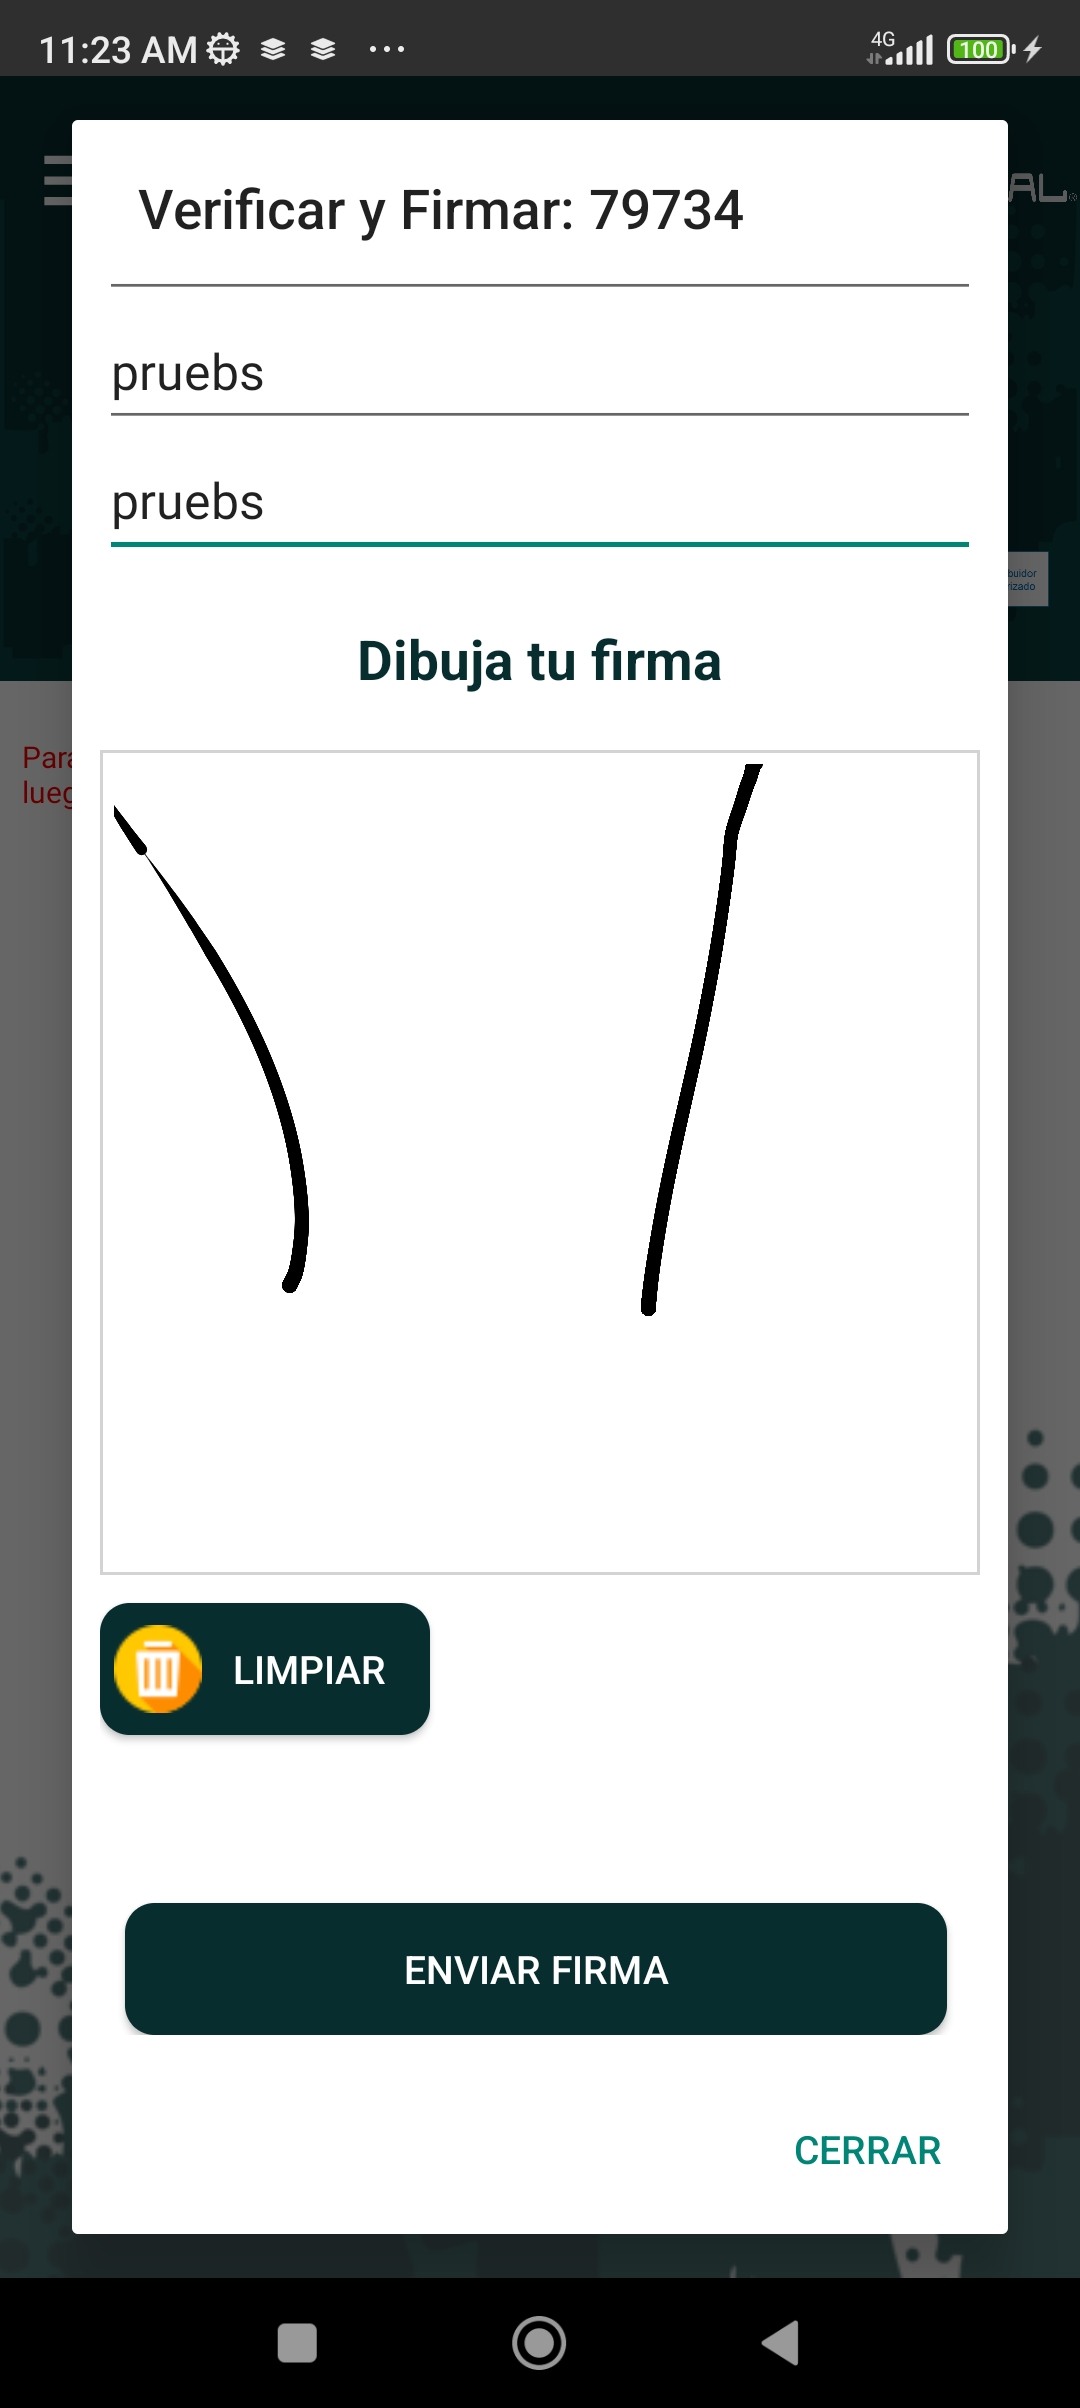 11:23 AM
4G
100
AL
Verificar y Firmar: 79734
pruebs
pruebs
buidor
izado
Dibuja tu firma
Para
lueg
LIMPIAR
ENVIAR FIRMA
CERRAR